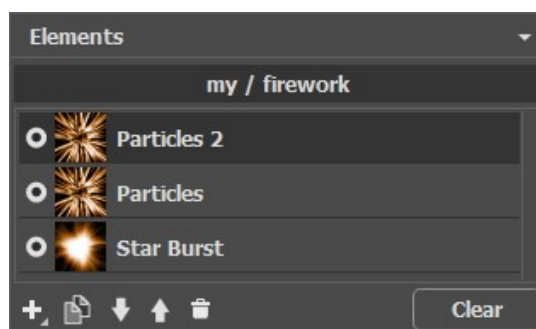 Elements
my / firework
Particles 2
Particles
Star Burst
Clear